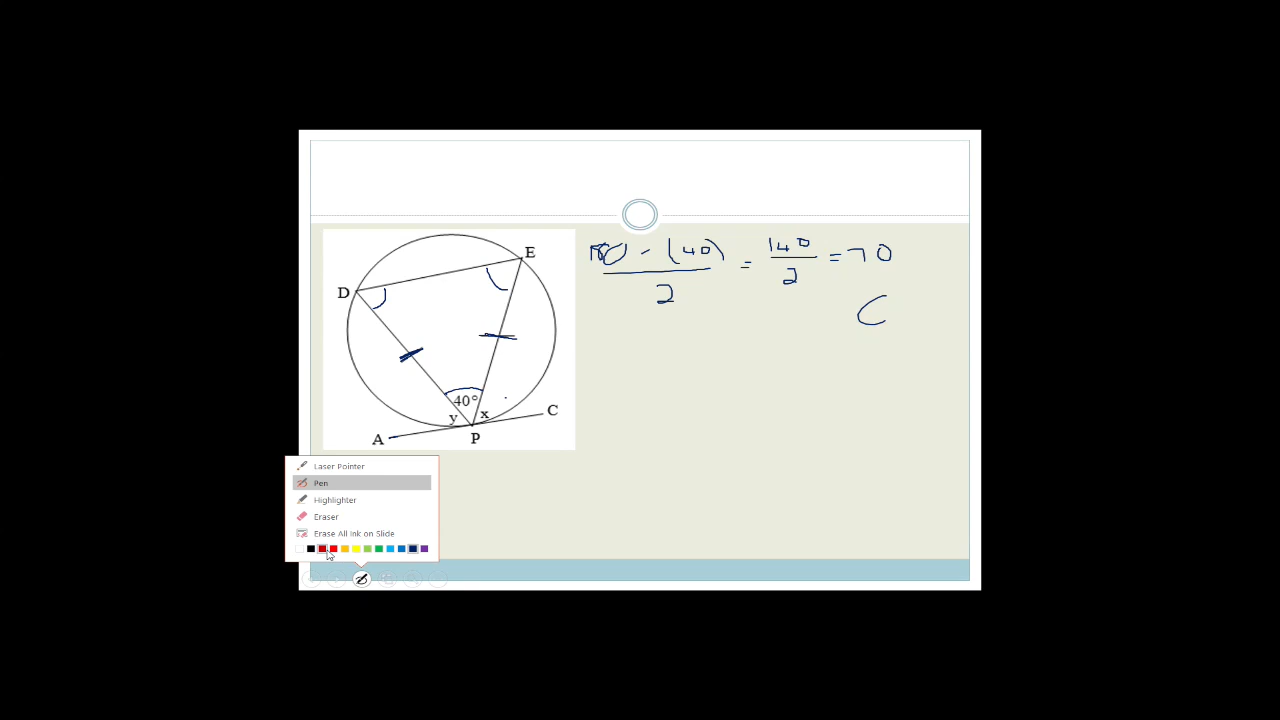 E
D
40°
y
x
C
A
P
180 - (40) / 2 = 140 / 2 = 70
C
Laser Pointer
Pen
Highlighter
Eraser
Erase All Ink on Slide